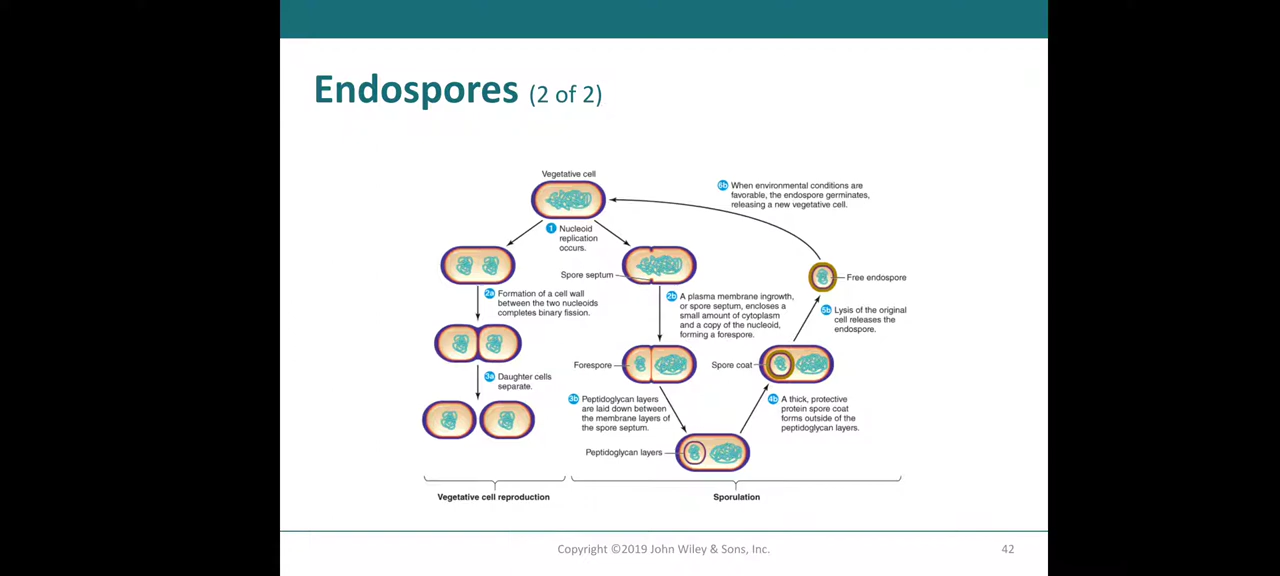 Endospores (2 of 2)
Vegetative cell
1 Nucleoid
replication
occurs.
6b When environmental conditions are
favorable, the endospore germinates,
releasing a new vegetative cell.
Spore septum
Free endospore
2a Formation of a cell wall
between the two nucleoids
completes binary fission.
2b A plasma membrane ingrowth,
or spore septum, encloses a
small amount of cytoplasm
and a copy of the nucleoid,
forming a forespore.
5b Lysis of the original
cell releases the
endospore.
Forespore
Spore coat
3a Daughter cells
separate.
3b Peptidoglycan layers
are laid down between
the membrane layers of
the spore septum.
4b A thick, protective
protein spore coat
forms outside of the
peptidoglycan layers.
Peptidoglycan layers
Vegetative cell reproduction
Sporulation
Copyright ©2019 John Wiley & Sons, Inc.
42